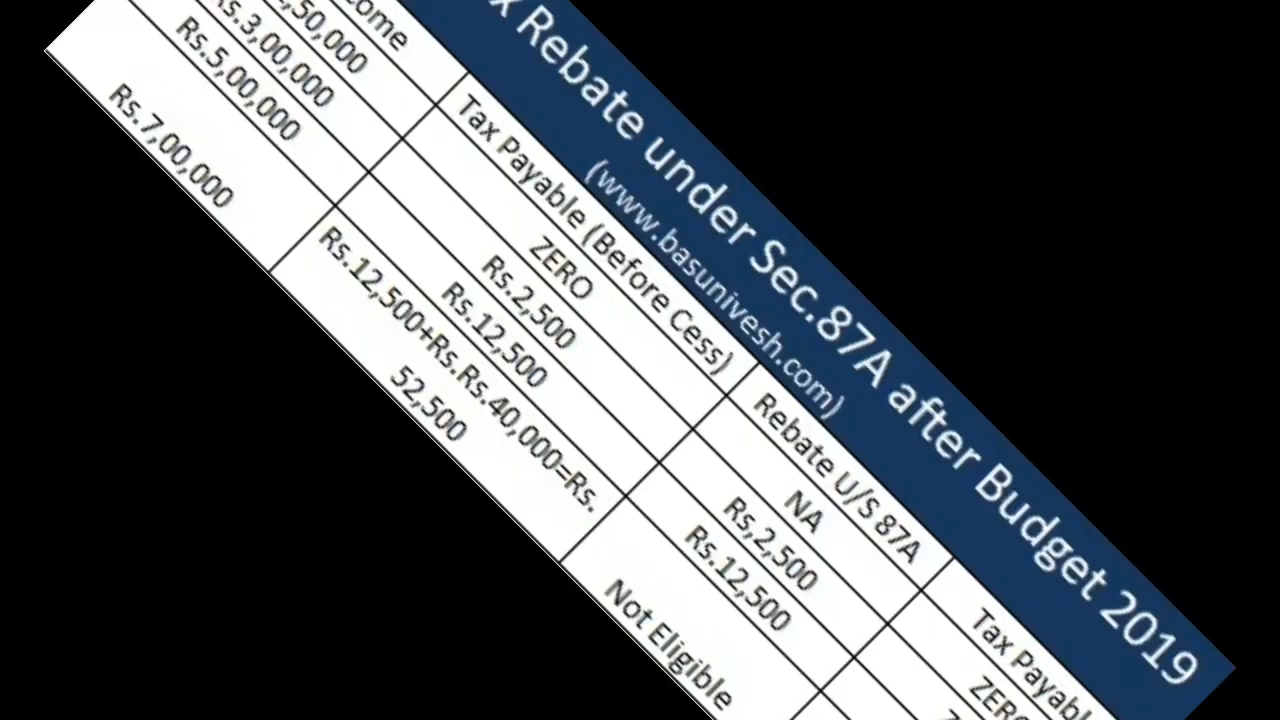 Rebate under Sec.87A after Budget 2019
(www.basunivesh.com)
Tax Payable (Before Cess) Rebate U/S 87A Tax
50,000 ZERO NA
Rs.3,00,000 Rs.2,500 Rs,2,500
Rs.5,00,000 Rs.12,500 Rs.12,500
Rs.7,00,000 Rs.12,500+Rs.Rs.40,000=Rs. Not Eligible
52,500